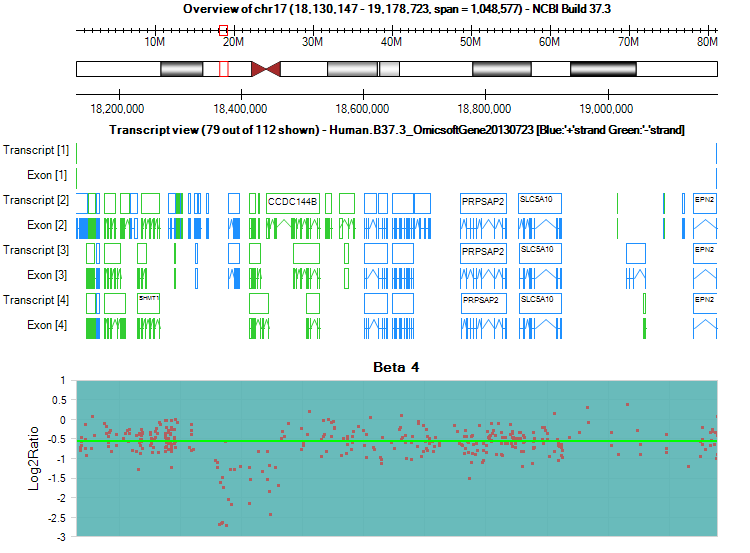 Overview of chr17 (18,130,147 - 19,178,723, span = 1,048,577) - NCBI Build 37.3
10M 20M 30M 40M 50M 60M 70M 80M
18,200,000 18,400,000 18,600,000 18,800,000 19,000,000
Transcript view (79 out of 112 shown) - Human.B37.3_OmicsoftGene20130723 [Blue:'+'strand Green:'-'strand]
Transcript [1]
Exon [1]
Transcript [2] CCDC144B PRPSAP2 SLC5A10 EPN2
Exon [2]
Transcript [3] PRPSAP2 SLC5A10 EPN2
Exon [3]
Transcript [4] SHMT1 PRPSAP2 SLC5A10 EPN2
Exon [4]
Beta 4
1
0.5
0
-0.5
-1
-1.5
-2
-2.5
-3
Log2Ratio